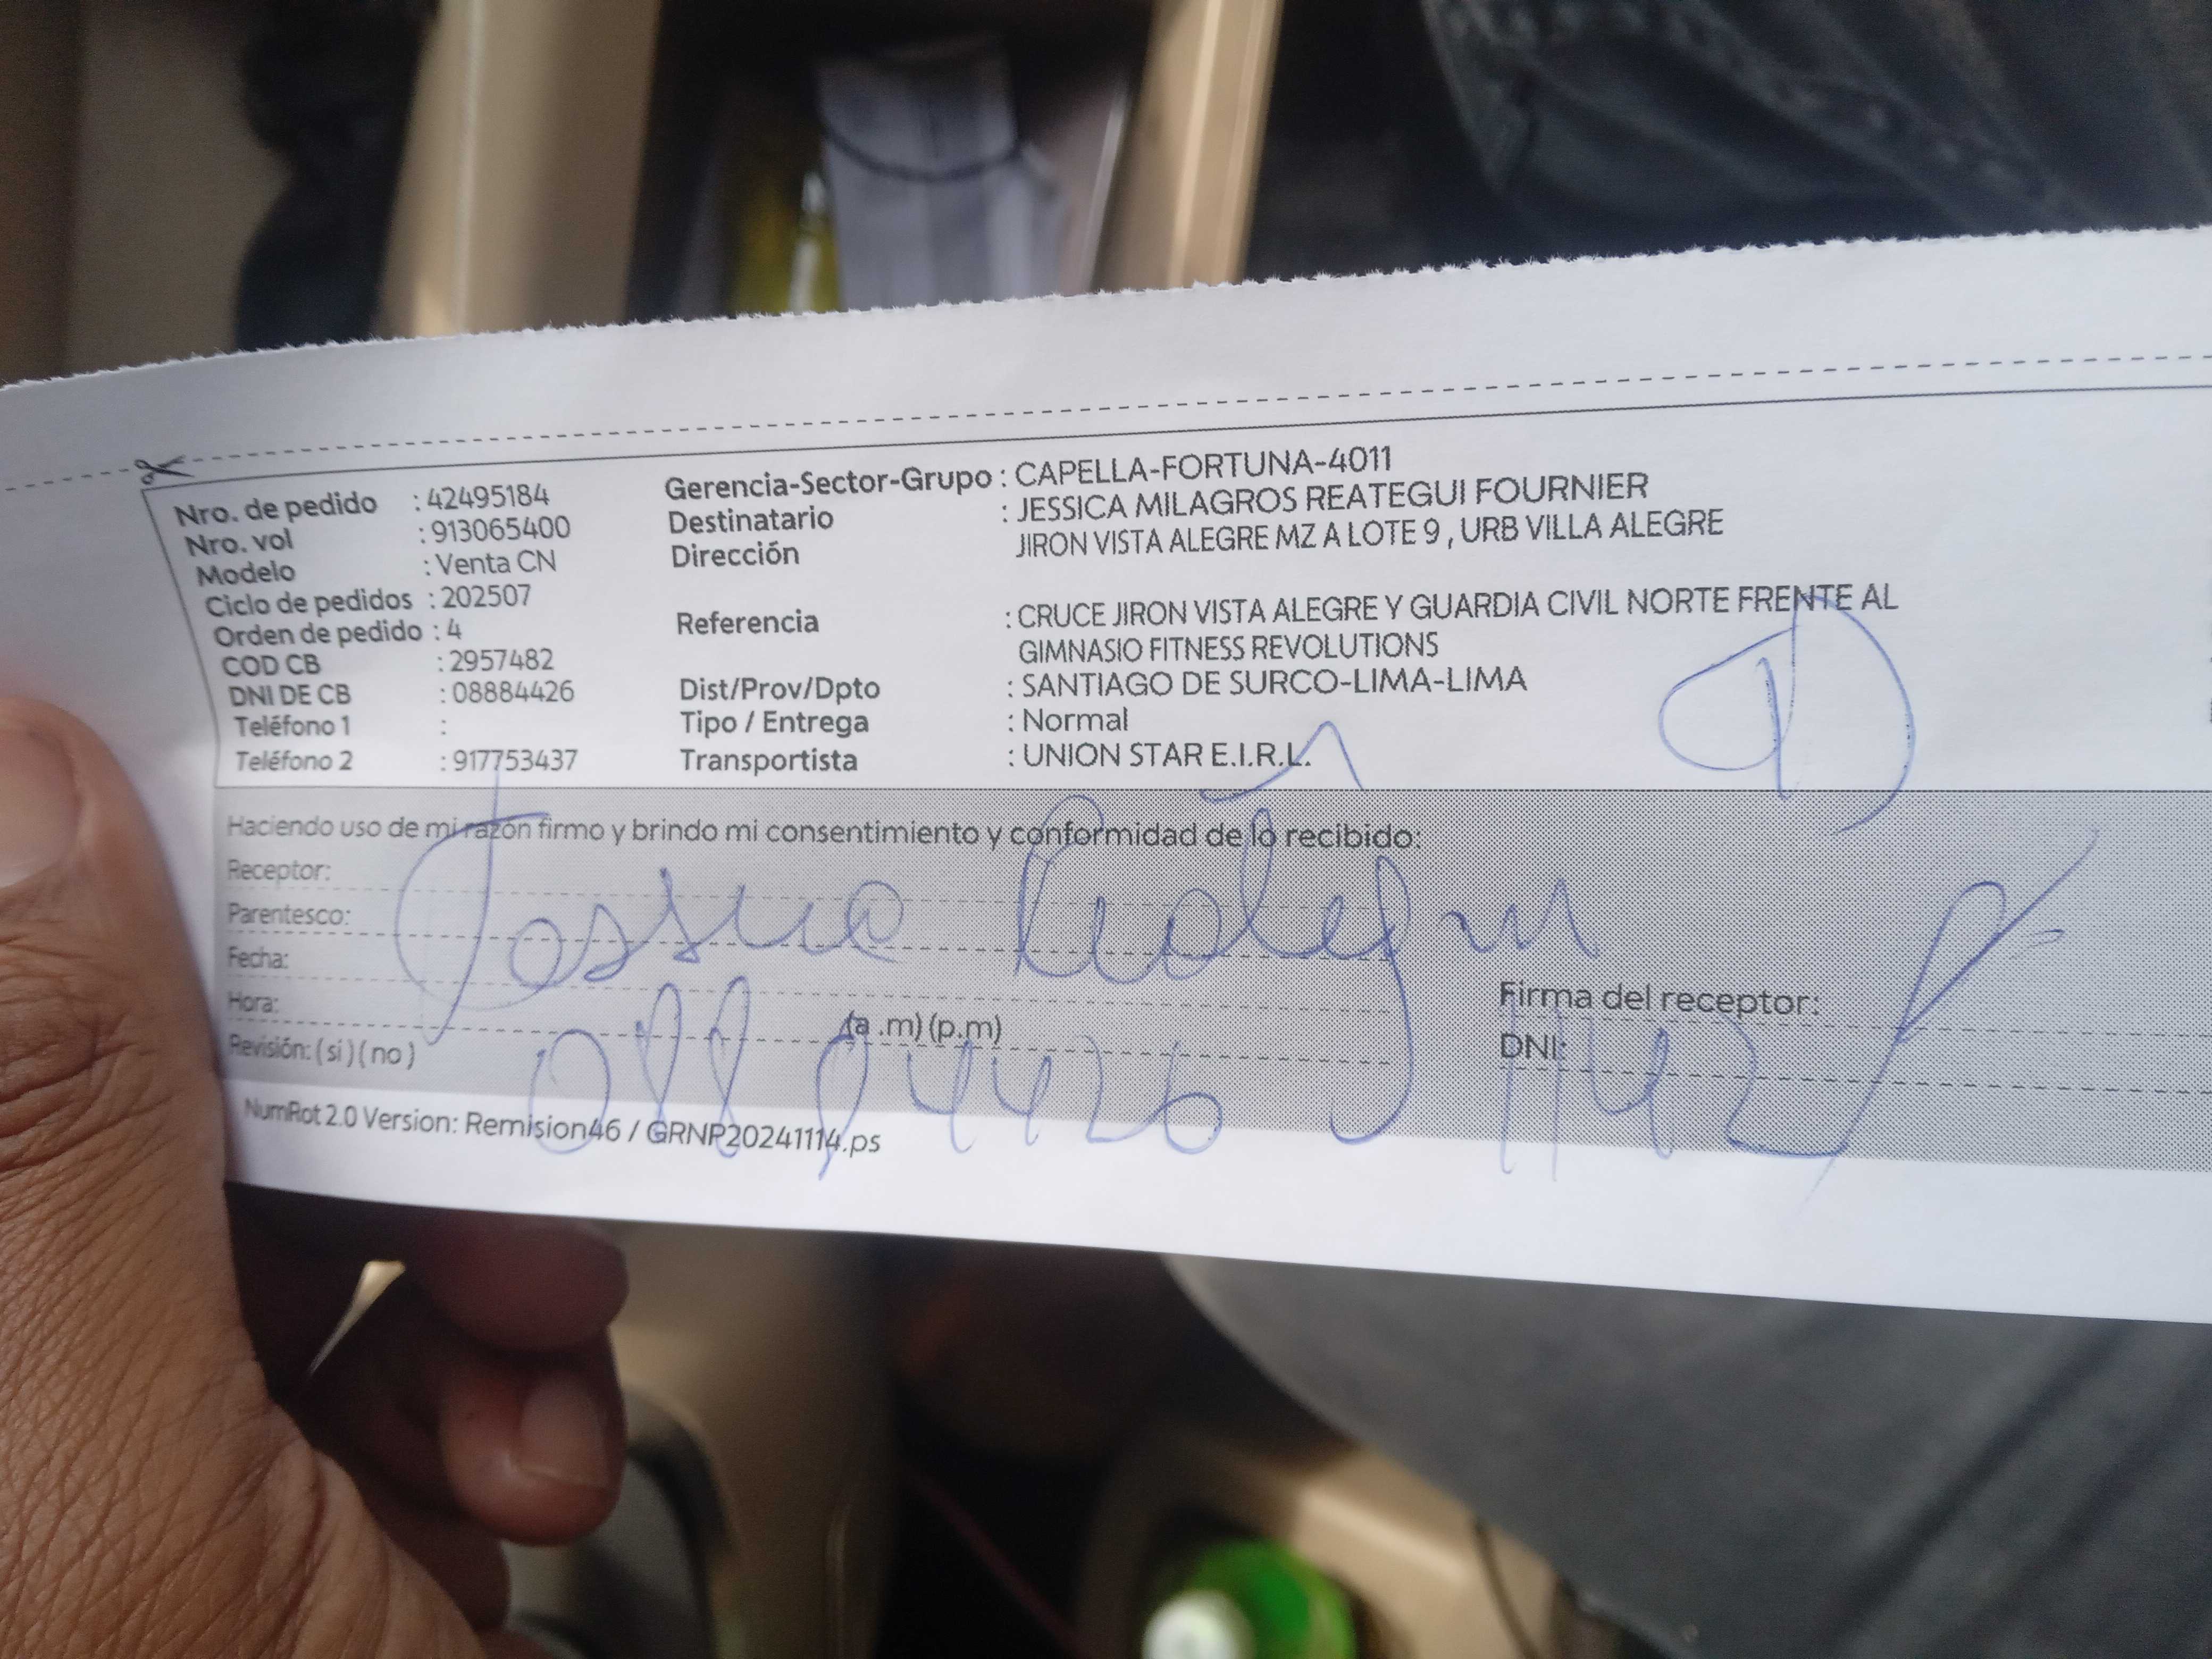 Nro. de pedido : 42495184
Nro. vol : 913065400
Modelo : Venta CN
Ciclo de pedidos : 202507
Orden de pedido : 4
COD CB : 2957482
DNI DE CB : 08884426
Teléfono 1 :
Teléfono 2 : 917753437
Gerencia-Sector-Grupo : CAPELLA-FORTUNA-4011
Destinatario : JESSICA MILAGROS REATEGUI FOURNIER
Dirección JIRON VISTA ALEGRE MZ A LOTE 9 , URB VILLA ALEGRE
Referencia : CRUCE JIRON VISTA ALEGRE Y GUARDIA CIVIL NORTE FRENTE AL
GIMNASIO FITNESS REVOLUTIONS
Dist/Prov/Dpto : SANTIAGO DE SURCO-LIMA-LIMA
Tipo / Entrega : Normal
Transportista : UNION STAR E.I.R.L.
1
Haciendo uso de mi razón firmo y brindo mi consentimiento y conformidad de lo recibido:
Receptor:
Parentesco:
Jessica Reátegui
Fecha:
Hora: (a .m) (p.m)
Revisión: ( si ) ( no )
Firma del receptor:
DNI:
08884426 1142
NumRot 2.0 Version: Remision46 / GRNP20241114.ps